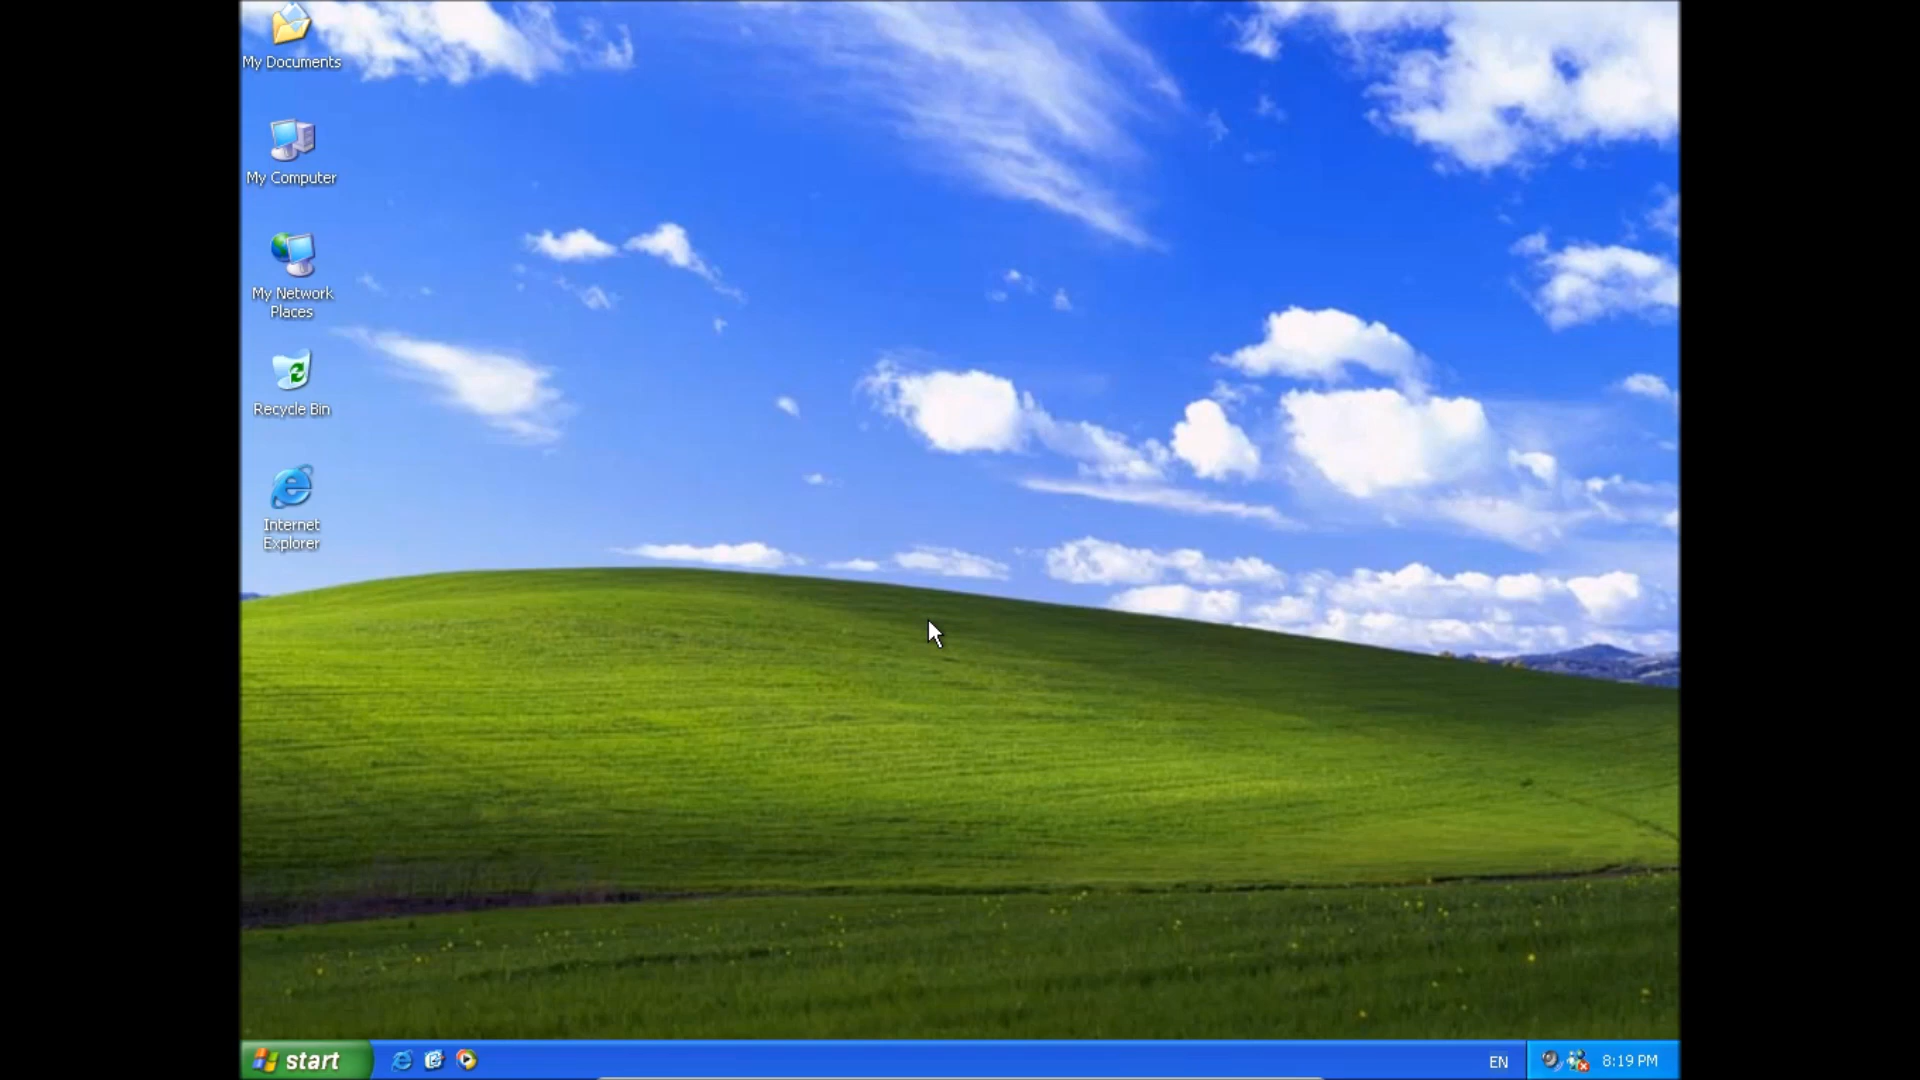 My Documents
My Computer
My Network
Places
Recycle Bin
Internet
Explorer
start
EN
8:19 PM